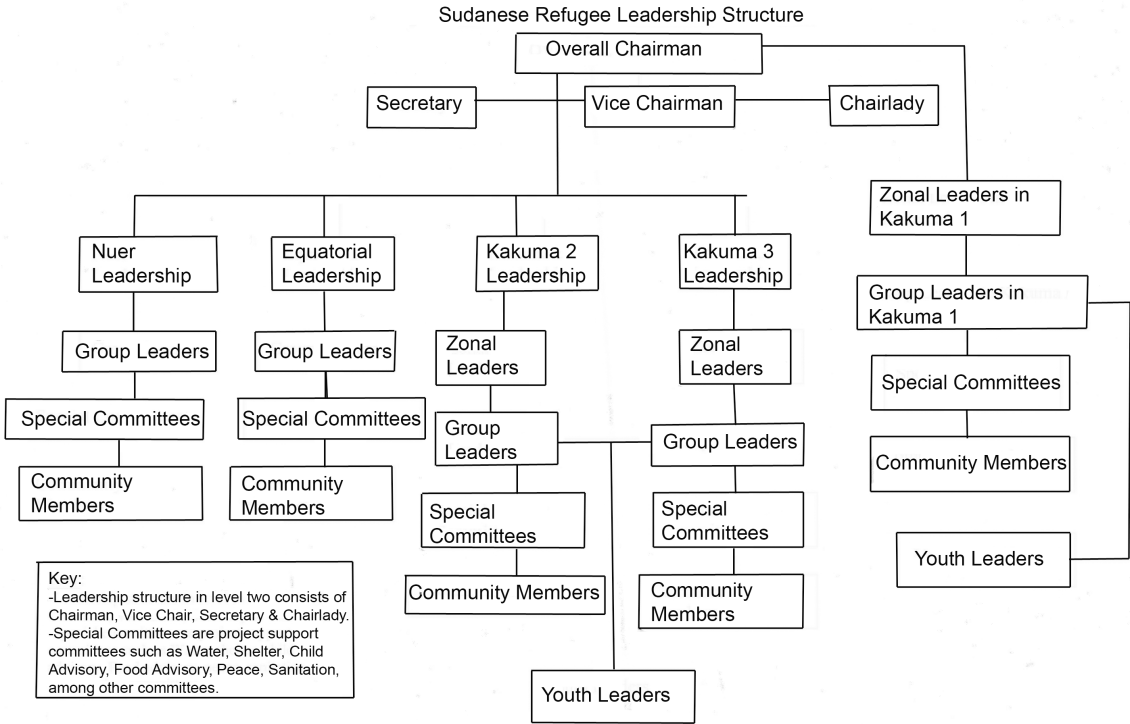 Sudanese Refugee Leadership Structure
Overall Chairman
Secretary
Vice Chairman
Chairlady
Zonal Leaders in
Kakuma 1
Nuer
Leadership
Equatorial
Leadership
Kakuma 2
Leadership
Kakuma 3
Leadership
Group Leaders in
Kakuma 1
Group Leaders
Group Leaders
Zonal
Leaders
Zonal
Leaders
Special Committees
Special Committees
Special Committees
Group
Leaders
Group Leaders
Community Members
Community
Members
Community
Members
Special
Committees
Special
Committees
Youth Leaders
Community Members
Community
Members
Key:
-Leadership structure in level two consists of
Chairman, Vice Chair, Secretary & Chairlady.
-Special Committees are project support
committees such as Water, Shelter, Child
Advisory, Food Advisory, Peace, Sanitation,
among other committees.
Youth Leaders